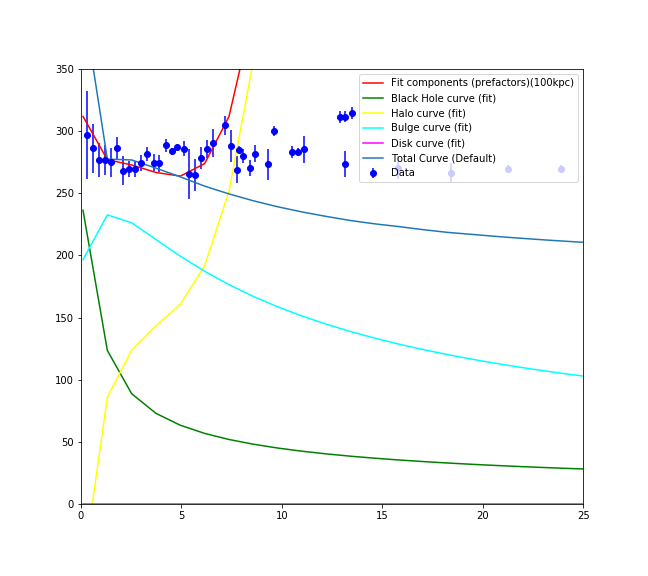 350
300
250
200
150
100
50
0
0 5 10 15 20 25
Fit components (prefactors)(100kpc)
Black Hole curve (fit)
Halo curve (fit)
Bulge curve (fit)
Disk curve (fit)
Total Curve (Default)
Data